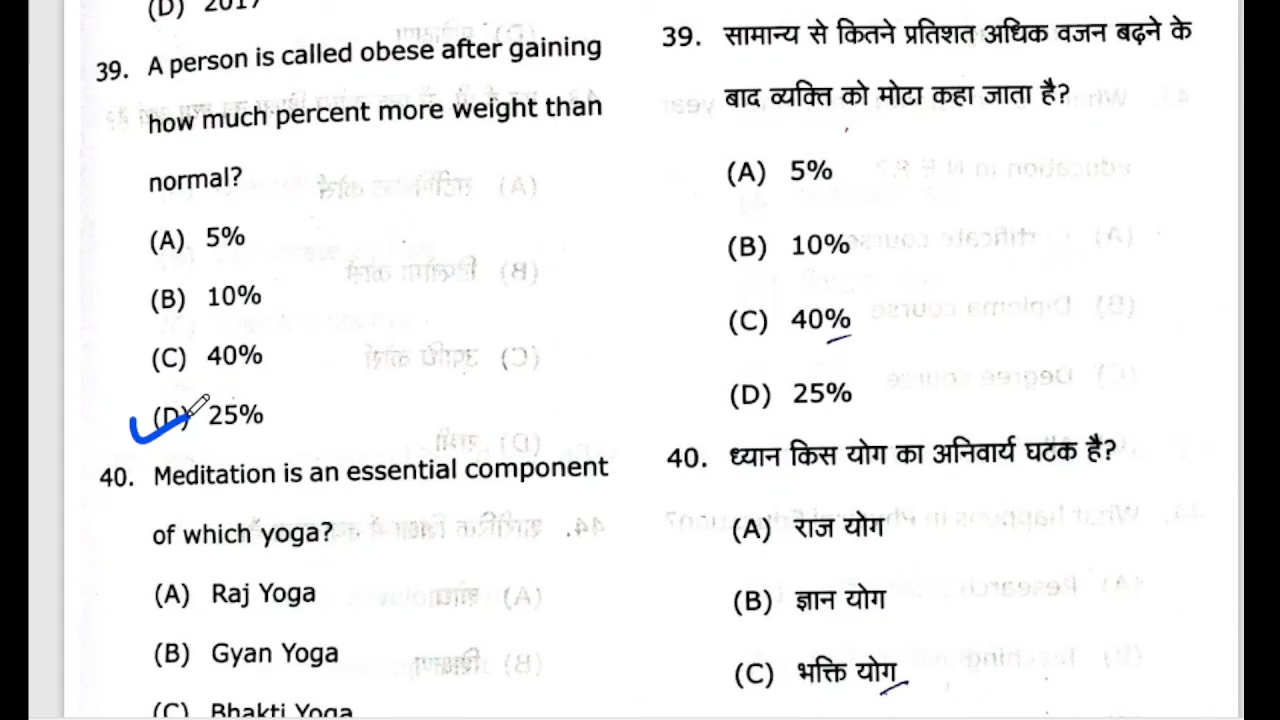 (D) 2017
39. A person is called obese after gaining
how much percent more weight than
normal?
(A) 5%
(B) 10%
(C) 40%
(D) 25%
40. Meditation is an essential component
of which yoga?
(A) Raj Yoga
(B) Gyan Yoga
(C) Bhakti Yoga
39. सामान्य से कितने प्रतिशत अधिक वजन बढ़ने के
बाद व्यक्ति को मोटा कहा जाता है?
(A) 5%
(B) 10%
(C) 40%
(D) 25%
40. ध्यान किस योग का अनिवार्य घटक है?
(A) राज योग
(B) ज्ञान योग
(C) भक्ति योग